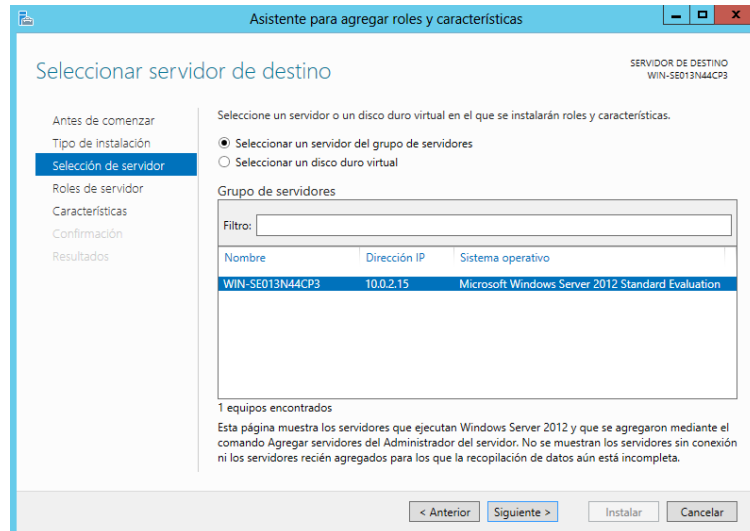 Asistente para agregar roles y características
Seleccionar servidor de destino
SERVIDOR DE DESTINO
WIN-SE013N44CP3
Antes de comenzar
Tipo de instalación
Selección de servidor
Roles de servidor
Características
Confirmación
Resultados
Seleccione un servidor o un disco duro virtual en el que se instalarán roles y características.
Seleccionar un servidor del grupo de servidores
Seleccionar un disco duro virtual
Grupo de servidores
Filtro:
Nombre Dirección IP Sistema operativo
WIN-SE013N44CP3 10.0.2.15 Microsoft Windows Server 2012 Standard Evaluation
1 equipos encontrados
Esta página muestra los servidores que ejecutan Windows Server 2012 y que se agregaron mediante el
comando Agregar servidores del Administrador del servidor. No se muestran los servidores sin conexión
ni los servidores recién agregados para los que la recopilación de datos aún está incompleta.
< Anterior Siguiente > Instalar Cancelar